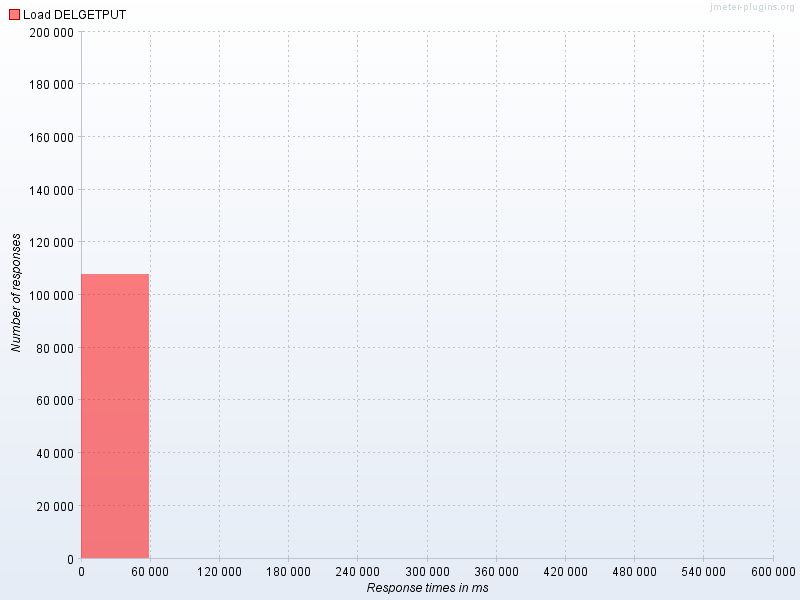 jmeter-plugins.org
Load DELGETPUT
200 000
180 000
160 000
140 000
120 000
100 000
80 000
60 000
40 000
20 000
0
Number of responses
0 60 000 120 000 180 000 240 000 300 000 360 000 420 000 480 000 540 000 600 000
Response times in ms